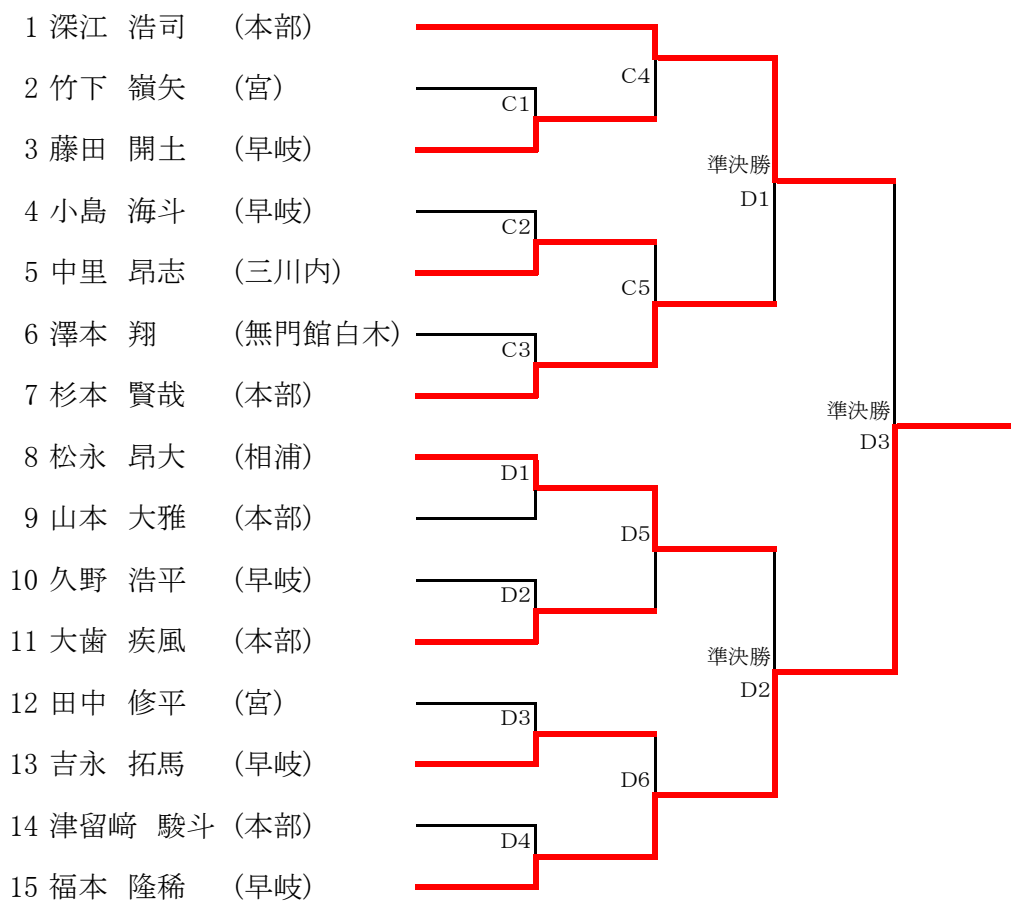 1 深江 浩司 (本部)
2 竹下 嶺矢 (宮)
3 藤田 開土 (早岐)
4 小島 海斗 (早岐)
5 中里 昂志 (三川内)
6 澤本 翔 (無門館白木)
7 杉本 賢哉 (本部)
8 松永 昂大 (相浦)
9 山本 大雅 (本部)
10 久野 浩平 (早岐)
11 大歯 疾風 (本部)
12 田中 修平 (宮)
13 吉永 拓馬 (早岐)
14 津留﨑 駿斗 (本部)
15 福本 隆稀 (早岐)
C1
C2
C3
D1
D2
D3
D4
C4
C5
D5
D6
準決勝
D1
準決勝
D2
準決勝
D3